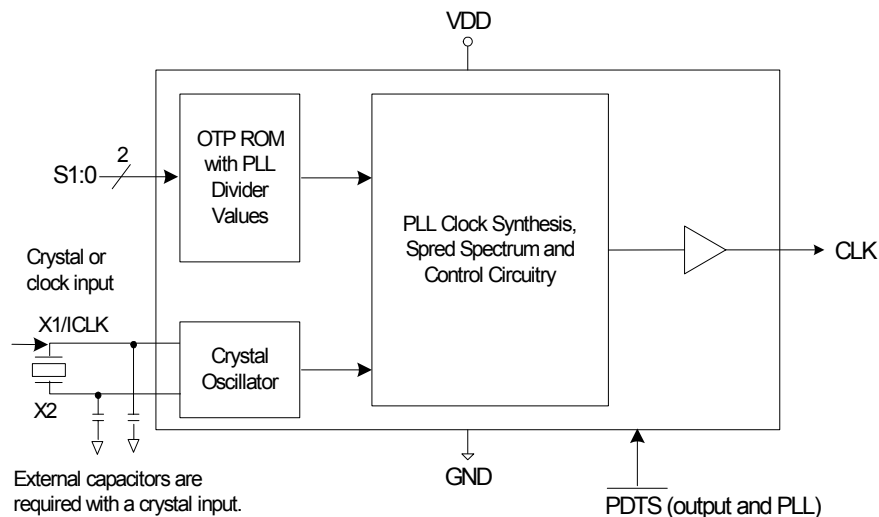 VDD
OTP ROM
with PLL
Divider
Values
2
S1:0
PLL Clock Synthesis,
Spred Spectrum and
Control Circuitry
CLK
Crystal or
clock input
X1/ICLK
Crystal
Oscillator
X2
External capacitors are
required with a crystal input.
GND
PDTS (output and PLL)